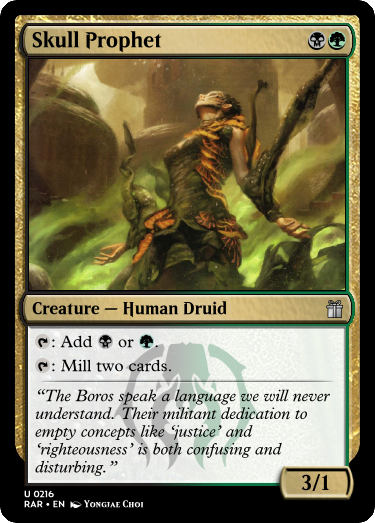 Skull Prophet
Creature — Human Druid
: Add or .
: Mill two cards.
“The Boros speak a language we will never
understand. Their militant dedication to
empty concepts like ‘justice’ and
‘righteousness’ is both confusing and
disturbing.”
3/1
U 0216
RAR • EN Yongjae Choi